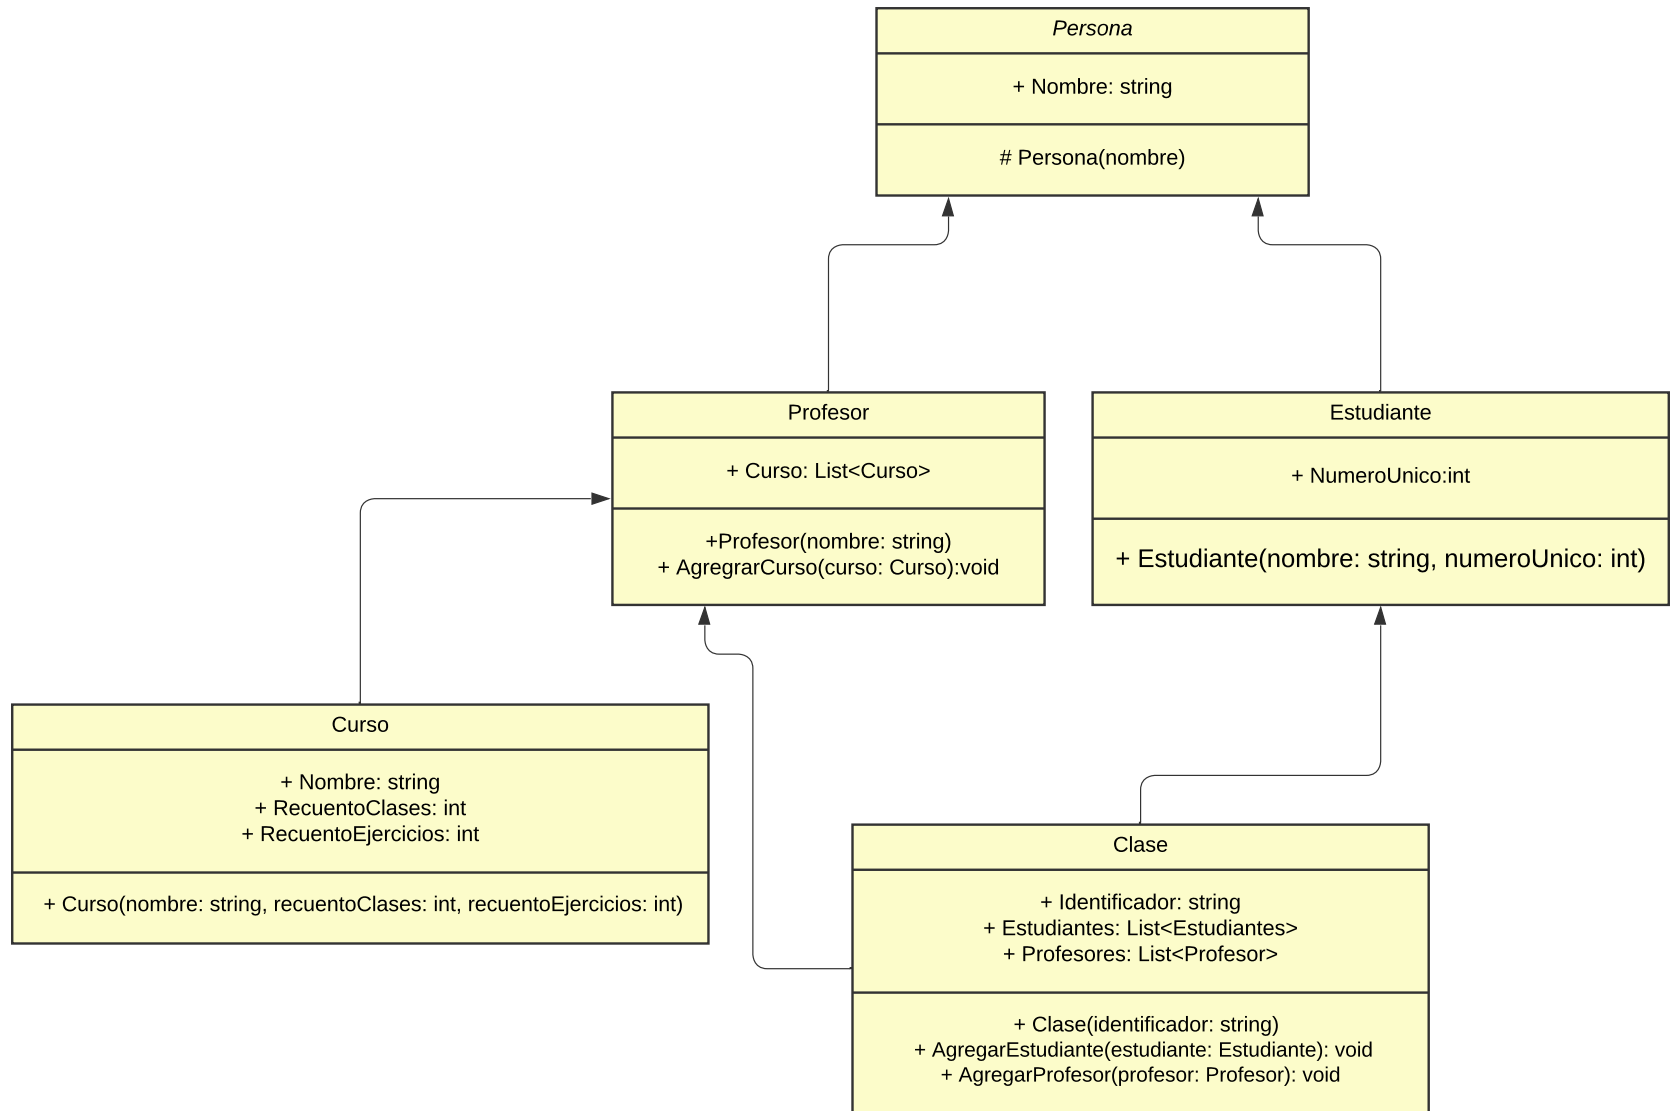 Persona
+ Nombre: string
# Persona(nombre)
Profesor
+ Curso: List<Curso>
+Profesor(nombre: string)
+ AgregrarCurso(curso: Curso):void
Estudiante
+ NumeroUnico:int
+ Estudiante(nombre: string, numeroUnico: int)
Curso
+ Nombre: string
+ RecuentoClases: int
+ RecuentoEjercicios: int
+ Curso(nombre: string, recuentoClases: int, recuentoEjercicios: int)
Clase
+ Identificador: string
+ Estudiantes: List<Estudiantes>
+ Profesores: List<Profesor>
+ Clase(identificador: string)
+ AgregarEstudiante(estudiante: Estudiante): void
+ AgregarProfesor(profesor: Profesor): void